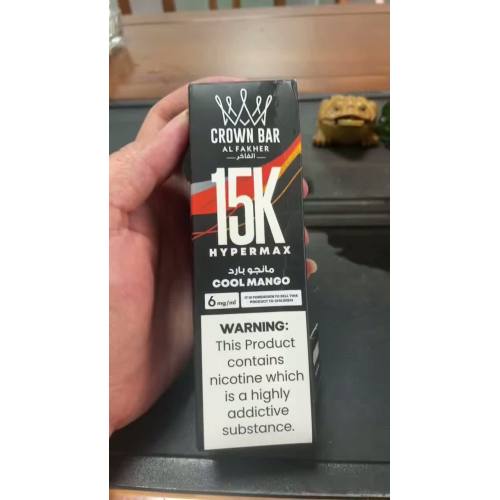 CROWN BAR
AL FAKHER
الفاخر
15K
HYPERMAX
مانجو بارد
COOL MANGO
6 mg/ml
IT IS FORBIDDEN TO SELL THIS
PRODUCT TO CHILDREN
WARNING:
This Product
contains
nicotine which
is a highly
addictive
substance.